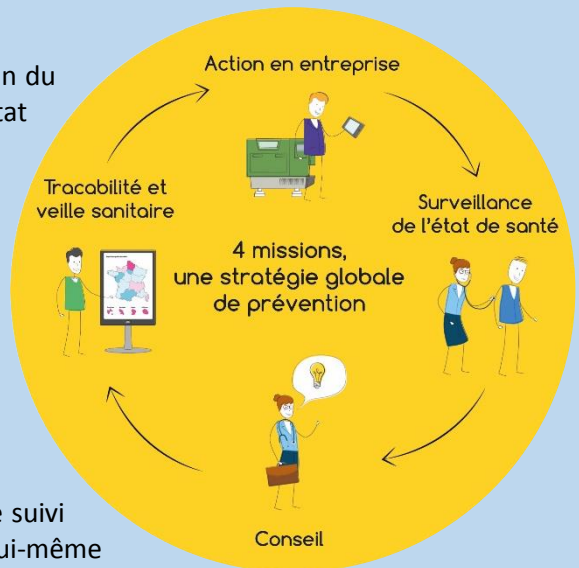 n du
tat
Action en entreprise
Tracabilité et
veille sanitaire
Surveillance
de l'état de santé
4 missions,
une stratégie globale
de prévention
e suivi
ui-même
Conseil